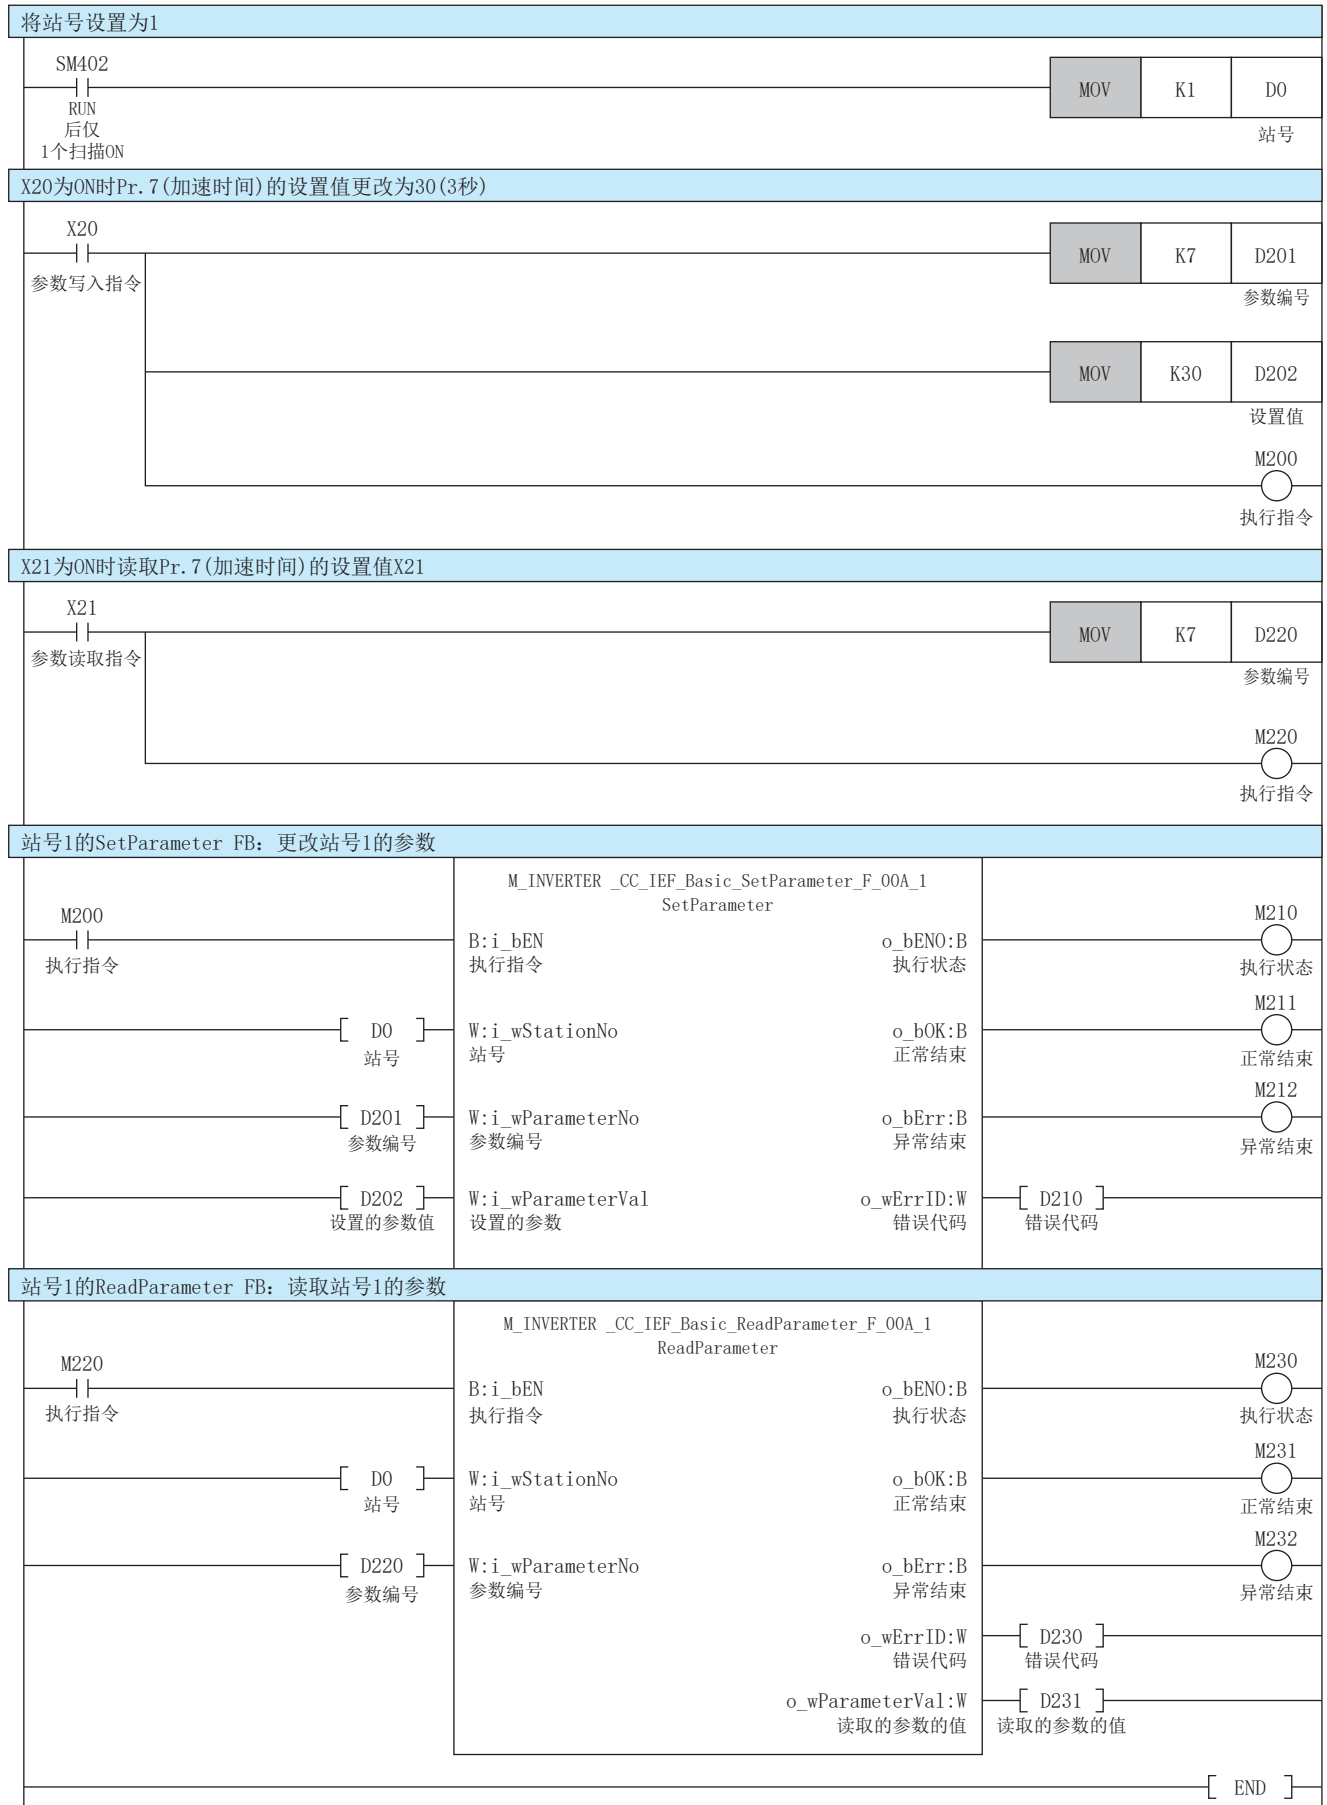 将站号设置为1
SM402
MOV K1 D0
RUN
后仅
1个扫描ON
站号
X20为ON时Pr.7(加速时间)的设置值更改为30(3秒)
X20
MOV K7 D201
参数写入指令
参数编号
MOV K30 D202
设置值
M200
执行指令
X21为ON时读取Pr.7(加速时间)的设置值X21
X21
MOV K7 D220
参数读取指令
参数编号
M220
执行指令
站号1的SetParameter FB：更改站号1的参数
M_INVERTER _CC_IEF_Basic_SetParameter_F_00A_1
SetParameter
M200
M210
B:i_bEN o_bENO:B
执行指令 执行指令 执行状态 执行状态
M211
D0 W:i_wStationNo o_bOK:B
站号 站号 正常结束 正常结束
M212
D201 W:i_wParameterNo o_bErr:B
参数编号 参数编号 异常结束 异常结束
D202 W:i_wParameterVal o_wErrID:W D210
设置的参数值 设置的参数 错误代码 错误代码
站号1的ReadParameter FB：读取站号1的参数
M_INVERTER _CC_IEF_Basic_ReadParameter_F_00A_1
ReadParameter
M220
M230
B:i_bEN o_bENO:B
执行指令 执行指令 执行状态 执行状态
M231
D0 W:i_wStationNo o_bOK:B
站号 站号 正常结束 正常结束
M232
D220 W:i_wParameterNo o_bErr:B
参数编号 参数编号 异常结束 异常结束
o_wErrID:W D230
错误代码 错误代码
o_wParameterVal:W D231
读取的参数的值 读取的参数的值
END